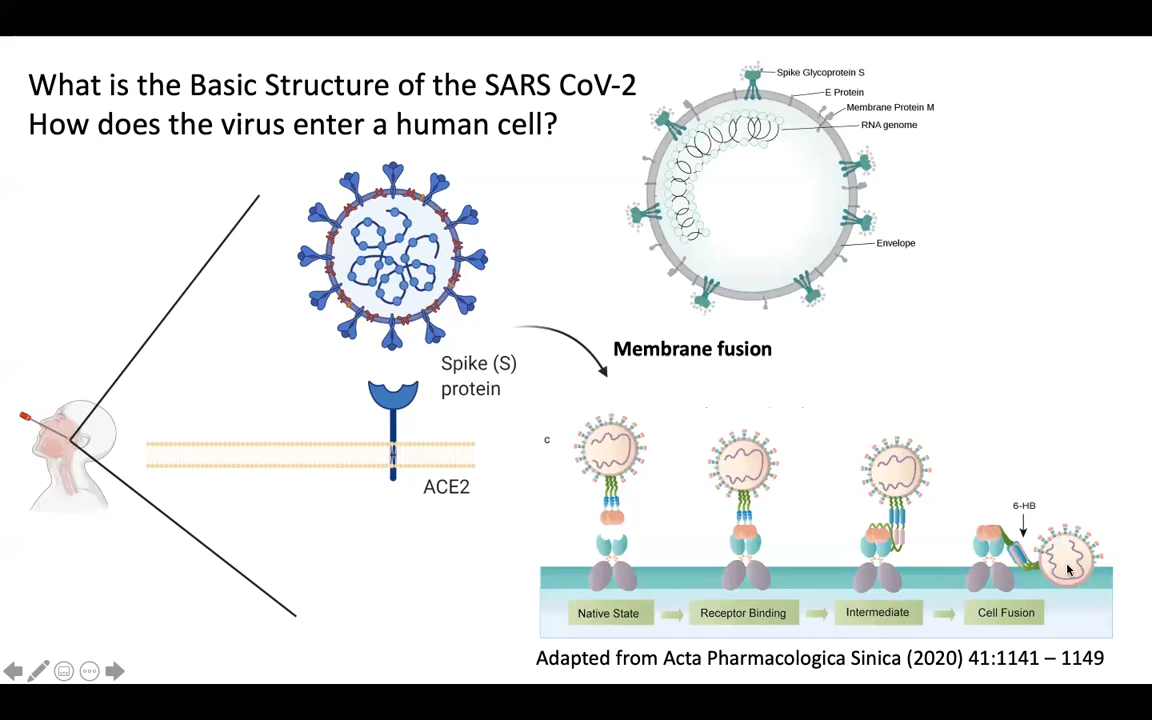 What is the Basic Structure of the SARS CoV-2
How does the virus enter a human cell?
Spike Glycoprotein S
E Protein
Membrane Protein M
RNA genome
Envelope
Spike (S)
protein
ACE2
Membrane fusion
c
6-HB
Native State
Receptor Binding
Intermediate
Cell Fusion
Adapted from Acta Pharmacologica Sinica (2020) 41:1141 – 1149